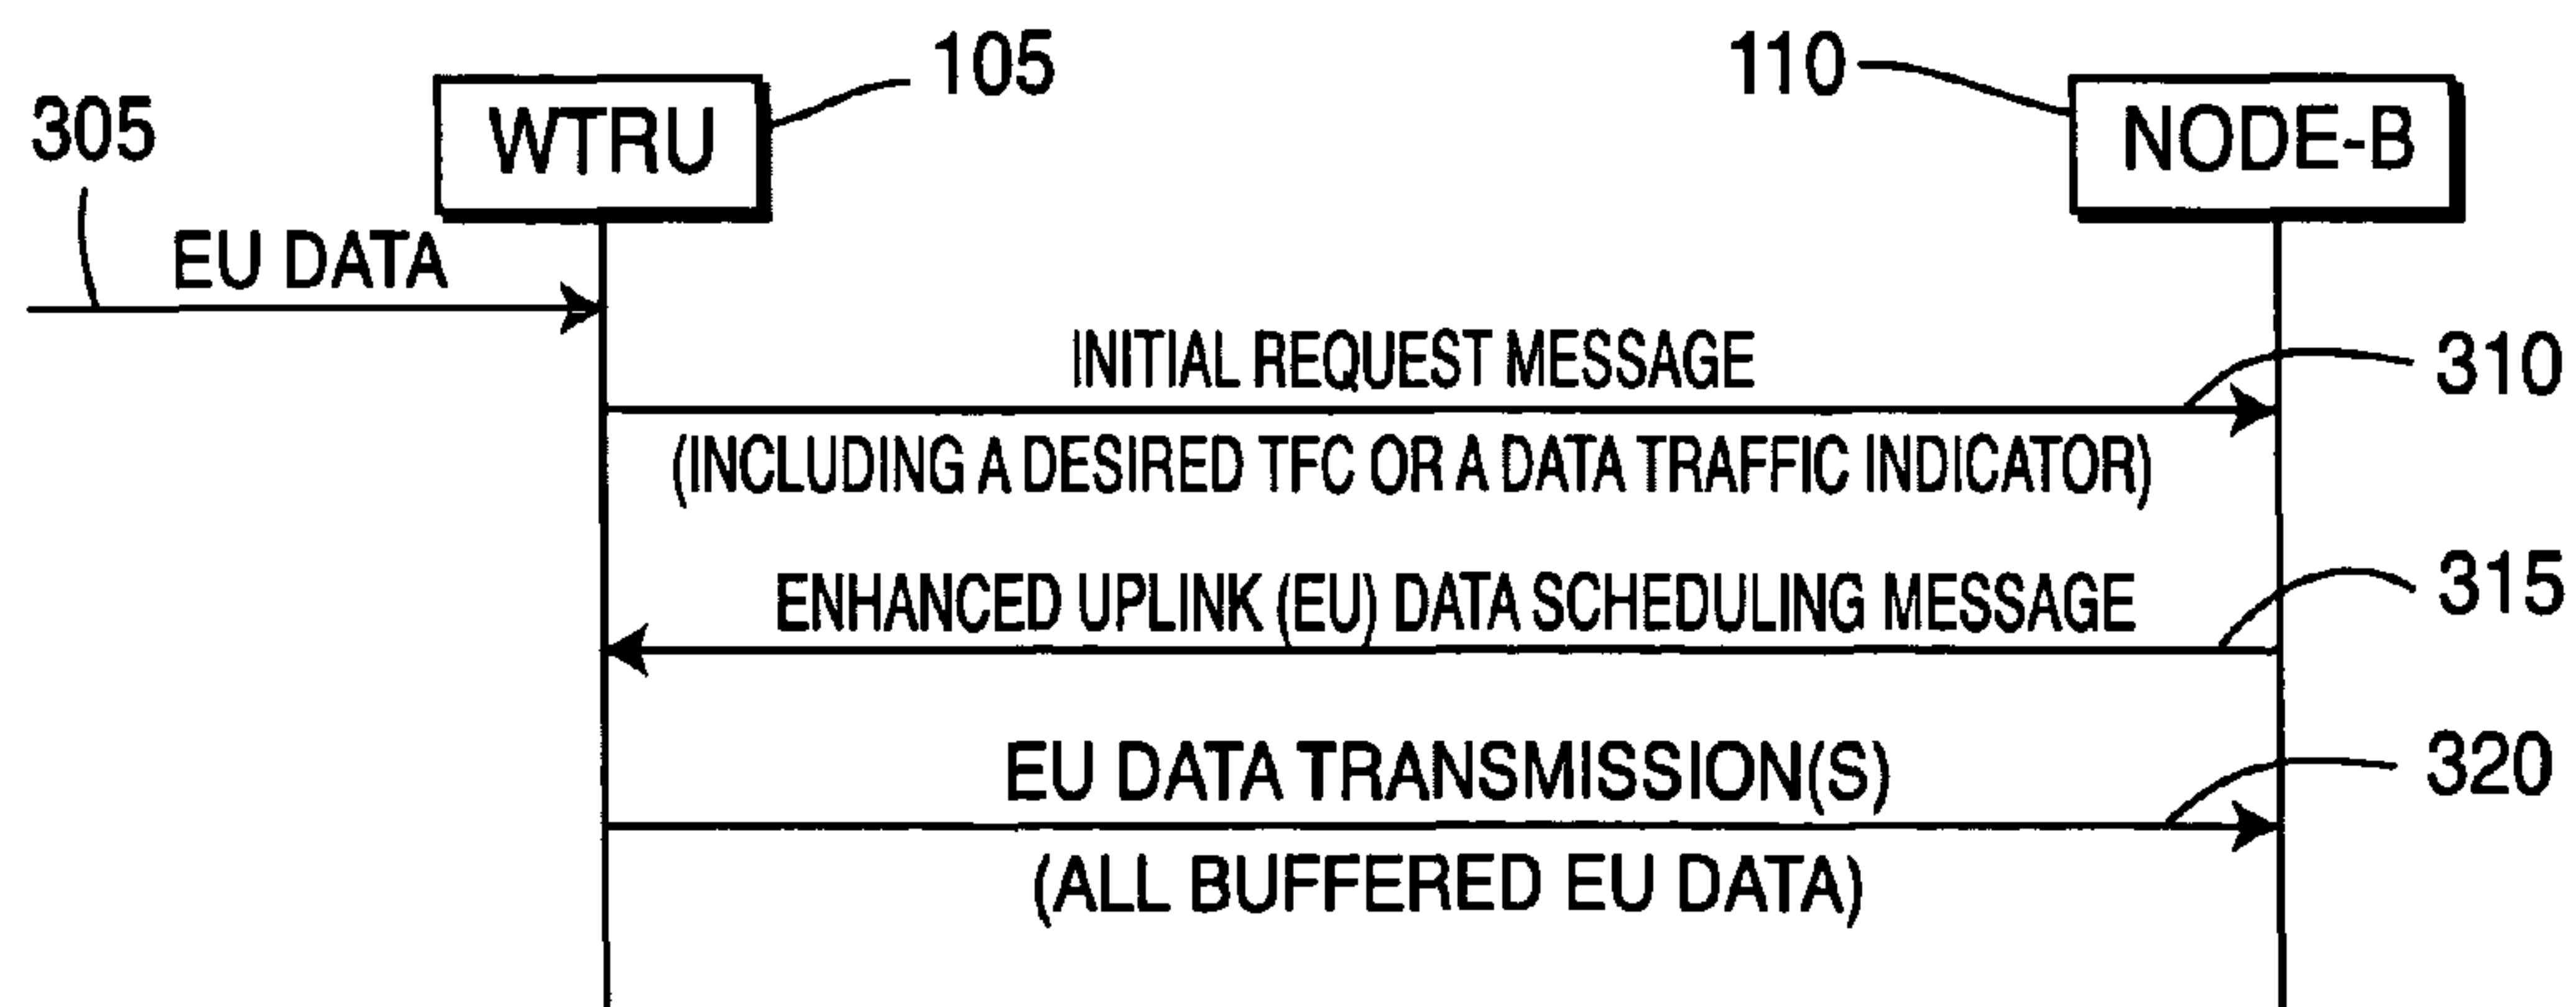 105
110
WTRU
NODE-B
305
EU DATA
INITIAL REQUEST MESSAGE
310
(INCLUDING A DESIRED TFC OR A DATA TRAFFIC INDICATOR)
ENHANCED UPLINK (EU) DATA SCHEDULING MESSAGE
315
EU DATA TRANSMISSION(S)
320
(ALL BUFFERED EU DATA)